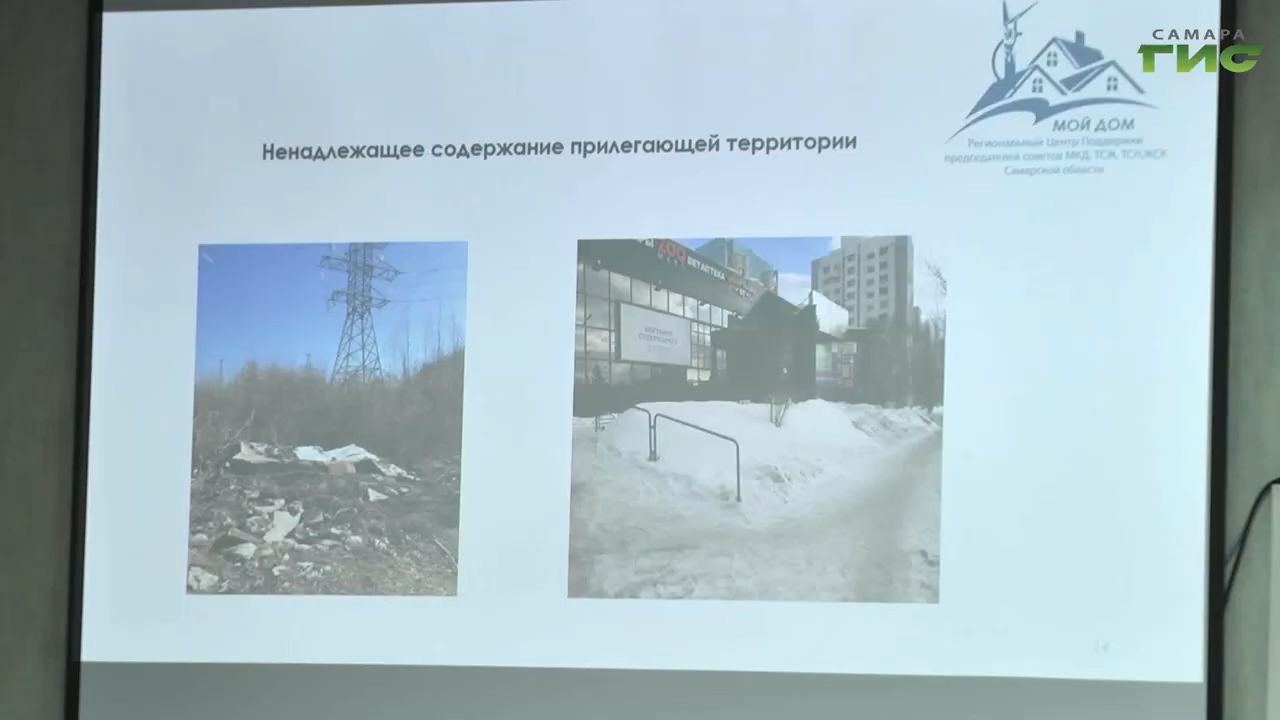 САМАРА
ГИС
МОЙ ДОМ
Региональный Центр Поддержки
председателей советов МКД, ТСЖ, ТСН, ЖСК
Самарской области
Ненадлежащее содержание прилегающей территории
ZOO ВЕТАПТЕКА
14